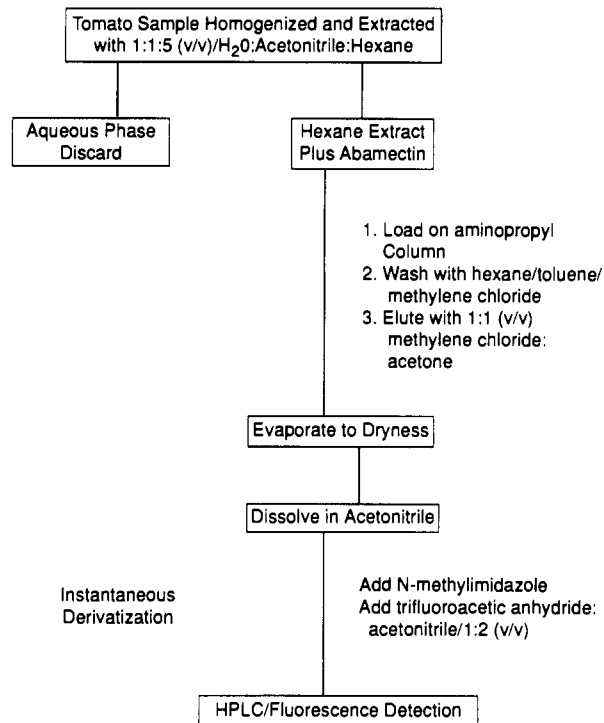 Tomato Sample Homogenized and Extracted
with 1:1:5 (v/v)/H₂0:Acetonitrile:Hexane
Aqueous Phase
Discard
Hexane Extract
Plus Abamectin
1. Load on aminopropyl
Column
2. Wash with hexane/toluene/
methylene chloride
3. Elute with 1:1 (v/v)
methylene chloride:
acetone
Evaporate to Dryness
Dissolve in Acetonitrile
Instantaneous
Derivatization
Add N-methylimidazole
Add trifluoroacetic anhydride:
acetonitrile/1:2 (v/v)
HPLC/Fluorescence Detection